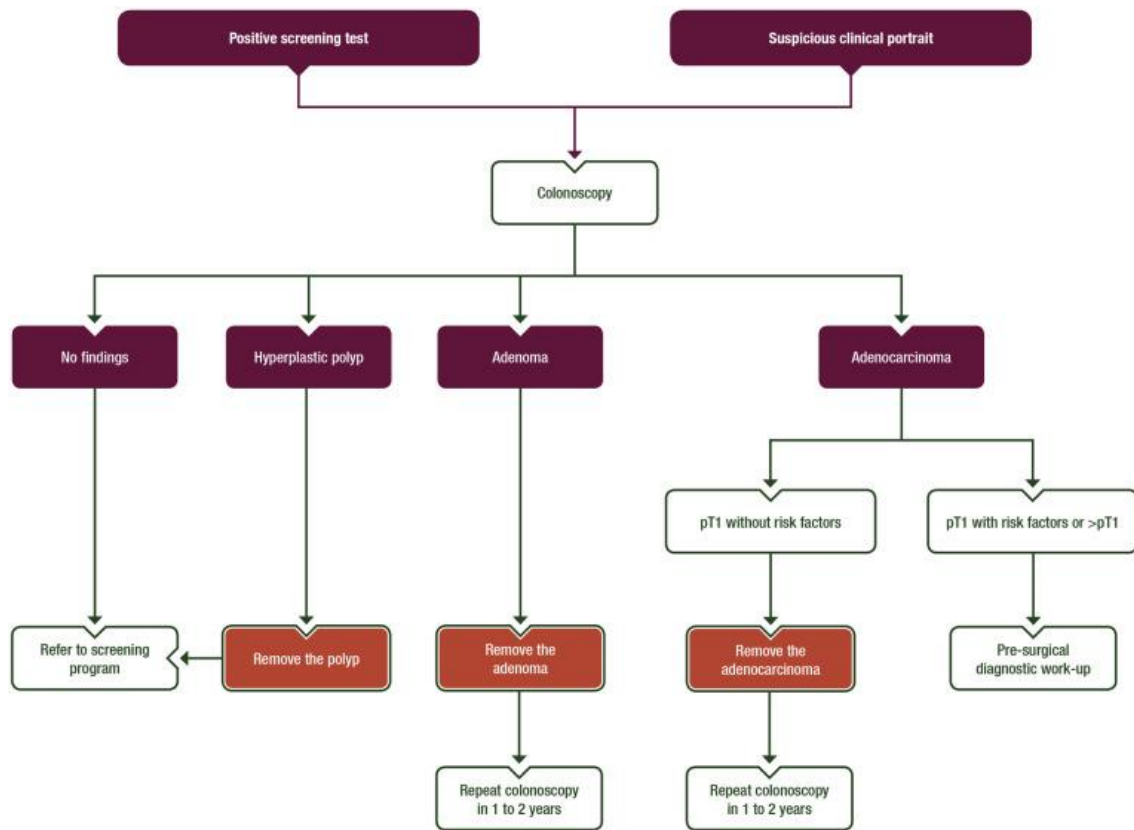 Positive screening test
Suspicious clinical portrait
Colonoscopy
No findings
Hyperplastic polyp
Adenoma
Adenocarcinoma
pT1 without risk factors
pT1 with risk factors or >pT1
Refer to screening
program
Remove the polyp
Remove the
adenoma
Remove the
adenocarcinoma
Pre-surgical
diagnostic work-up
Repeat colonoscopy
in 1 to 2 years
Repeat colonoscopy
in 1 to 2 years